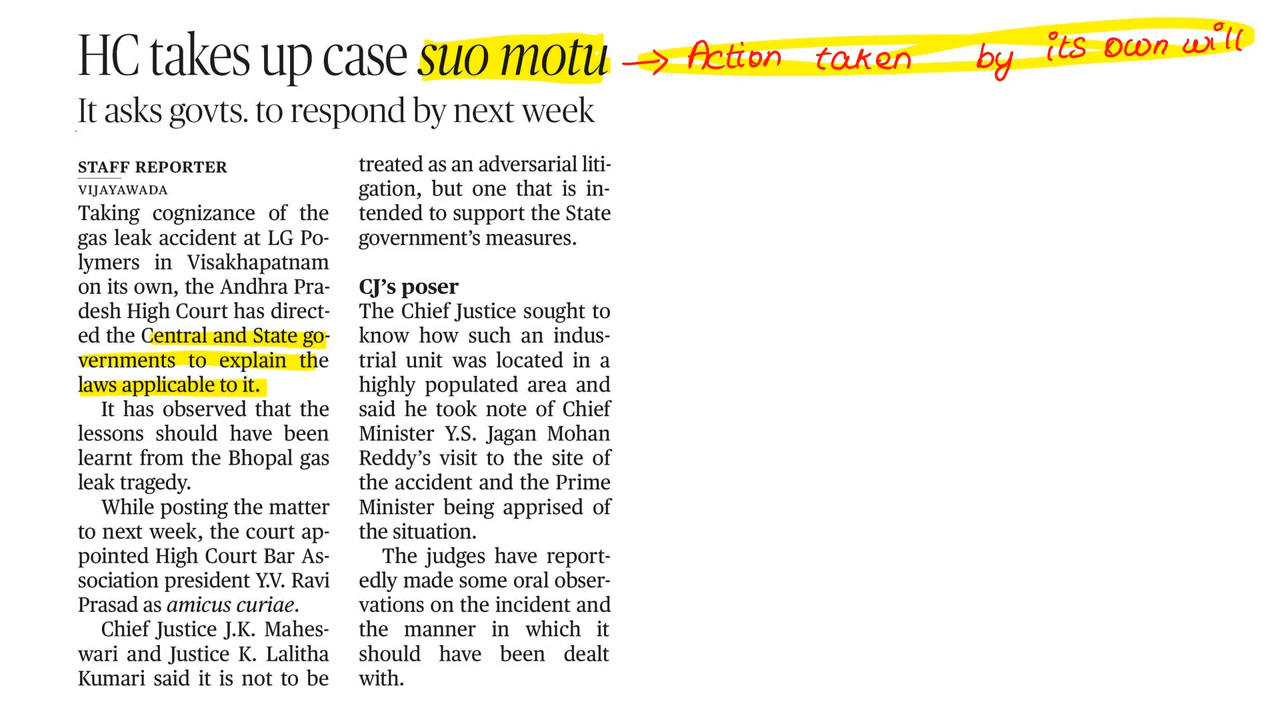 HC takes up case suo motu → Action taken by its own will
It asks govts. to respond by next week
STAFF REPORTER
VIJAYAWADA
Taking cognizance of the
gas leak accident at LG Po-
lymers in Visakhapatnam
on its own, the Andhra Pra-
desh High Court has direct-
ed the Central and State go-
vernments to explain the
laws applicable to it.
It has observed that the
lessons should have been
learnt from the Bhopal gas
leak tragedy.
While posting the matter
to next week, the court ap-
pointed High Court Bar As-
sociation president Y.V. Ravi
Prasad as amicus curiae.
Chief Justice J.K. Mahes-
wari and Justice K. Lalitha
Kumari said it is not to be
treated as an adversarial liti-
gation, but one that is in-
tended to support the State
government's measures.
CJ's poser
The Chief Justice sought to
know how such an indus-
trial unit was located in a
highly populated area and
said he took note of Chief
Minister Y.S. Jagan Mohan
Reddy's visit to the site of
the accident and the Prime
Minister being apprised of
the situation.
The judges have report-
edly made some oral obser-
vations on the incident and
the manner in which it
should have been dealt
with.